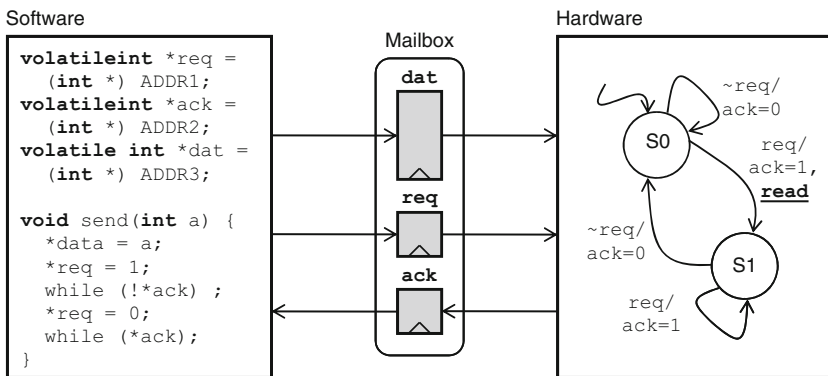 Software
volatileint *req =
(int *) ADDR1;
volatileint *ack =
(int *) ADDR2;
volatile int *dat =
(int *) ADDR3;
void send(int a) {
*data = a;
*req = 1;
while (!*ack) ;
*req = 0;
while (*ack);
}
Mailbox
dat
req
ack
Hardware
~req/
ack=0
S0
req/
ack=1,
read
~req/
ack=0
S1
req/
ack=1